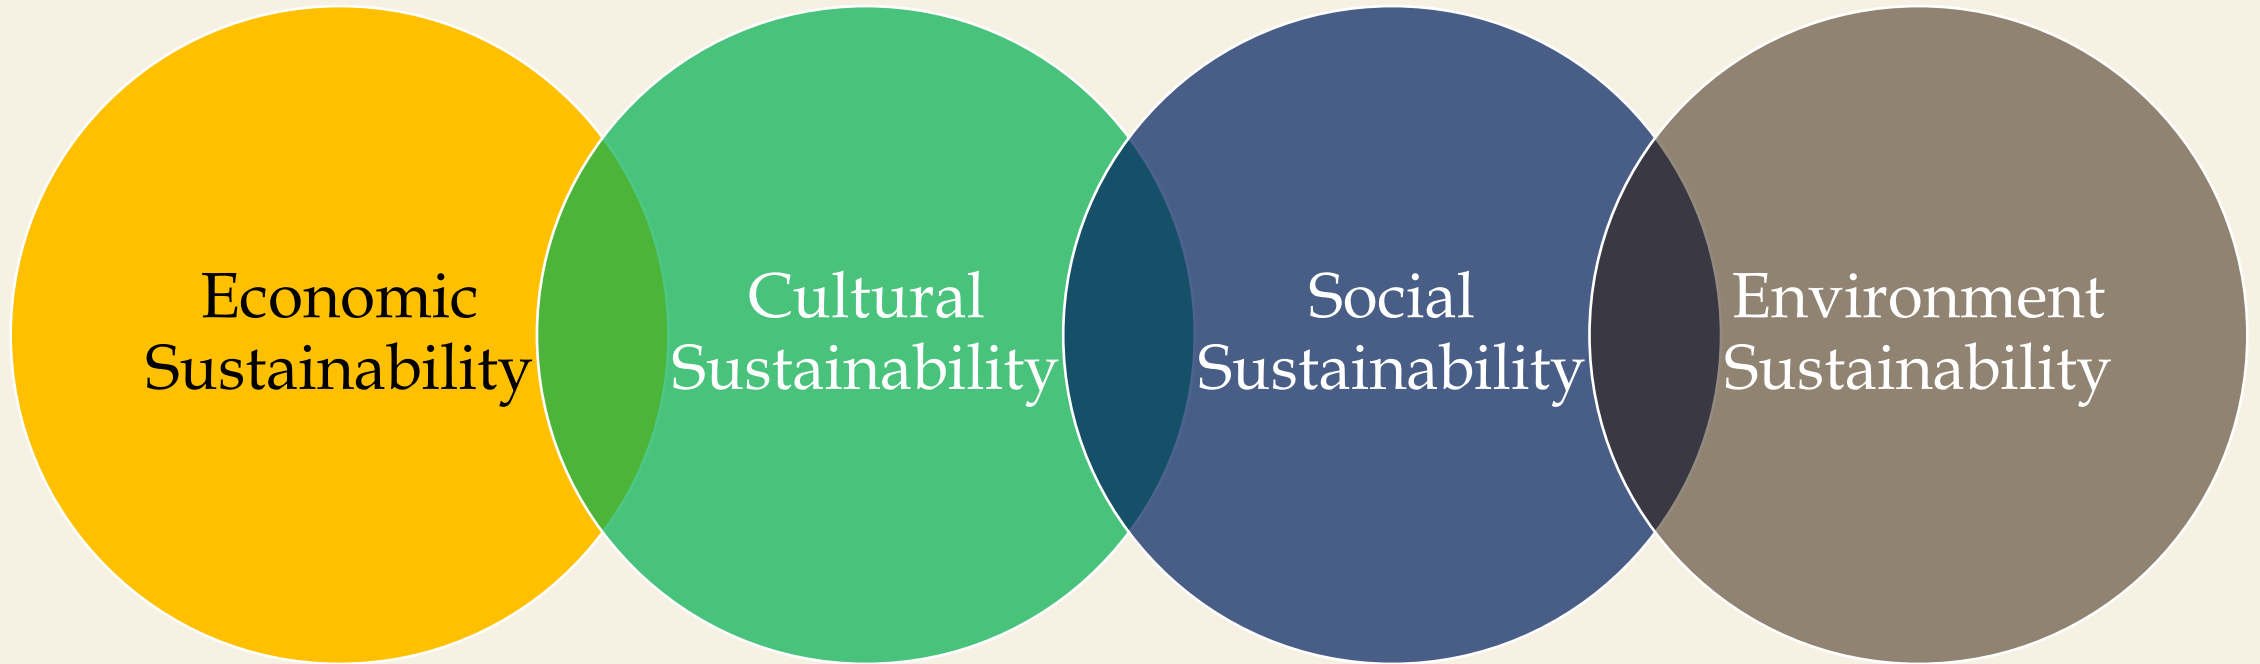 Economic
Sustainability
Cultural
Sustainability
Social
Sustainability
Environment
Sustainability